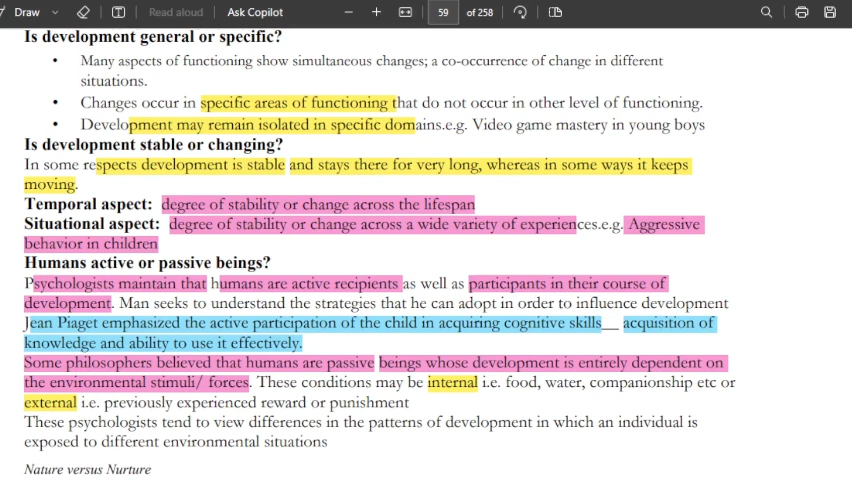 Draw Read aloud Ask Copilot 59 of 258
Is development general or specific?
• Many aspects of functioning show simultaneous changes; a co-occurrence of change in different
situations.
• Changes occur in specific areas of functioning that do not occur in other level of functioning.
• Development may remain isolated in specific domains.e.g. Video game mastery in young boys
Is development stable or changing?
In some respects development is stable and stays there for very long, whereas in some ways it keeps
moving.
Temporal aspect: degree of stability or change across the lifespan
Situational aspect: degree of stability or change across a wide variety of experiences.e.g. Aggressive
behavior in children
Humans active or passive beings?
Psychologists maintain that humans are active recipients as well as participants in their course of
development. Man seeks to understand the strategies that he can adopt in order to influence development
Jean Piaget emphasized the active participation of the child in acquiring cognitive skills__ acquisition of
knowledge and ability to use it effectively.
Some philosophers believed that humans are passive beings whose development is entirely dependent on
the environmental stimuli/ forces. These conditions may be internal i.e. food, water, companionship etc or
external i.e. previously experienced reward or punishment
These psychologists tend to view differences in the patterns of development in which an individual is
exposed to different environmental situations
Nature versus Nurture